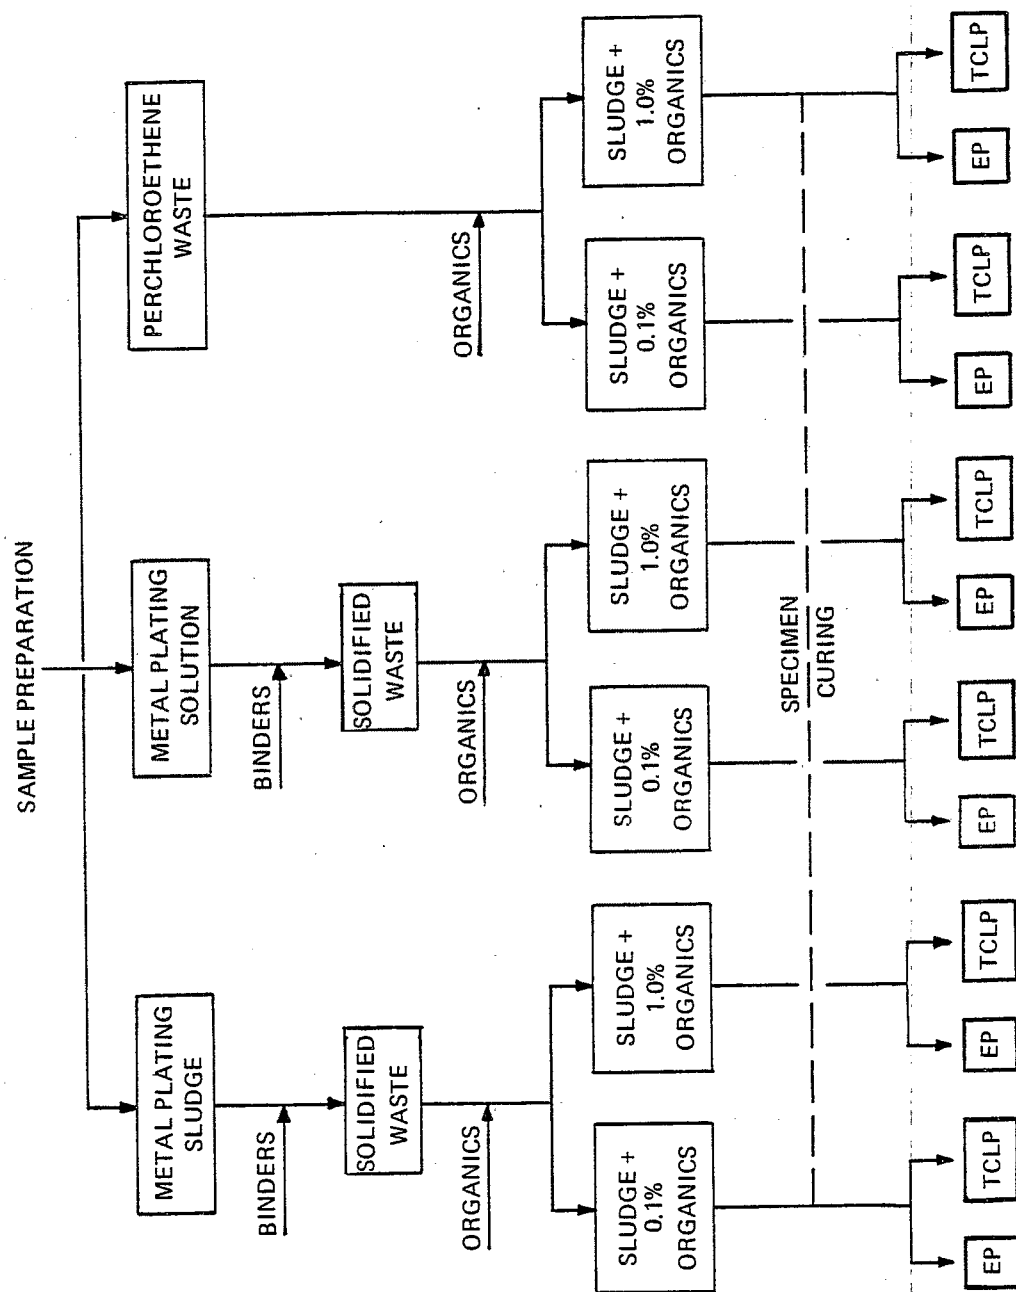 SAMPLE PREPARATION
METAL PLATING
SLUDGE
METAL PLATING
SOLUTION
PERCHLOROETHENE
WASTE
BINDERS
BINDERS
SOLIDIFIED
WASTE
SOLIDIFIED
WASTE
ORGANICS
ORGANICS
ORGANICS
SLUDGE +
0.1%
ORGANICS
SLUDGE +
1.0%
ORGANICS
SLUDGE +
0.1%
ORGANICS
SLUDGE +
1.0%
ORGANICS
SLUDGE +
0.1%
ORGANICS
SLUDGE +
1.0%
ORGANICS
SPECIMEN
CURING
EP
TCLP
EP
TCLP
EP
TCLP
EP
TCLP
EP
TCLP
EP
TCLP